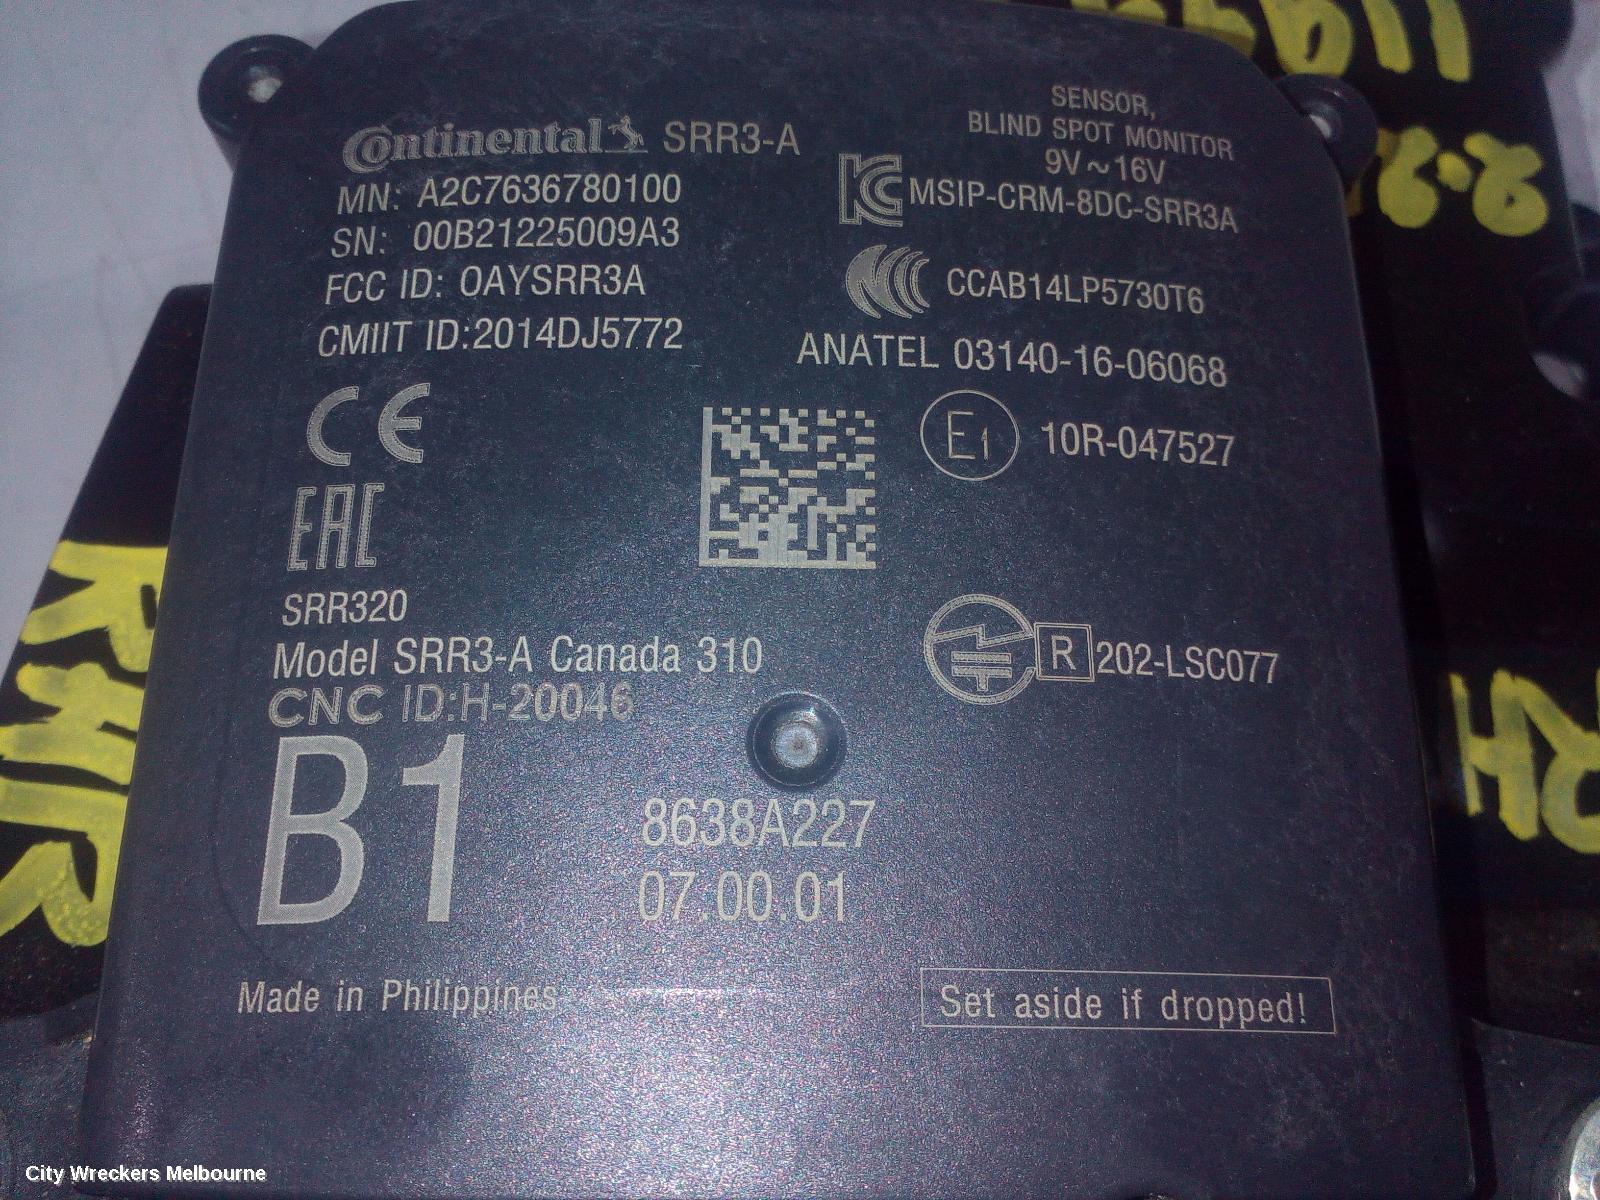 Continental SRR3-A
MN: A2C7636780100
SN: 00B21225009A3
FCC ID: OAYSRR3A
CMIIT ID:2014DJ5772
SENSOR,
BLIND SPOT MONITOR
9V~16V
MSIP-CRM-8DC-SRR3A
CCAB14LP5730T6
ANATEL 03140-16-06068
CE
E1 10R-047527
EAC
SRR320
Model SRR3-A Canada 310
CNC ID:H-20046
R 202-LSC077
B1
8638A227
07.00.01
Made in Philippines
Set aside if dropped!
RHR
RH
City Wreckers Melbourne